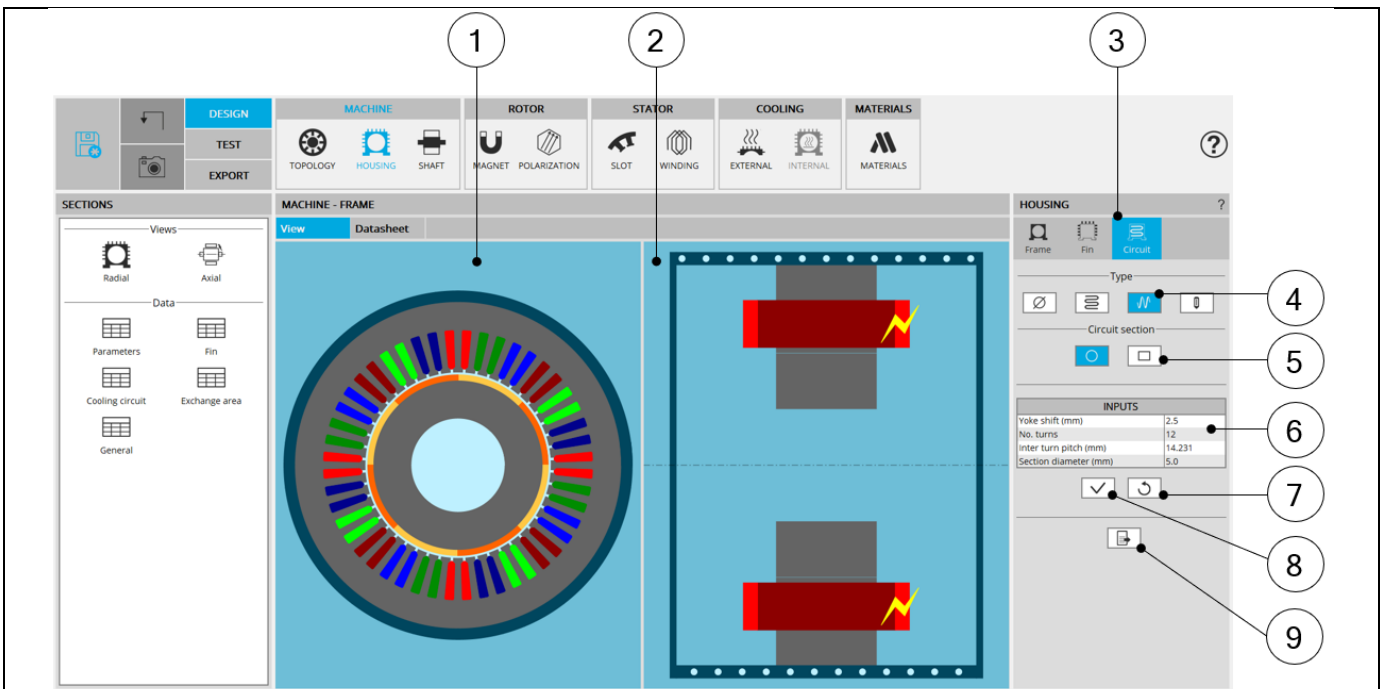 1
2
3
DESIGN
TEST
EXPORT
MACHINE
ROTOR
STATOR
COOLING
MATERIALS
TOPOLOGY
HOUSING
SHAFT
MAGNET
POLARIZATION
SLOT
WINDING
EXTERNAL
INTERNAL
MATERIALS
?
SECTIONS
Views
Radial
Axial
Data
Parameters
Fin
Cooling circuit
Exchange area
General
MACHINE - FRAME
View
Datasheet
HOUSING
?
Frame
Fin
Circuit
Type
4
Circuit section
5
INPUTS
Yoke shift (mm) 2.5
No. turns 12
Inter turn pitch (mm) 14.231
Section diameter (mm) 5.0
6
7
8
9